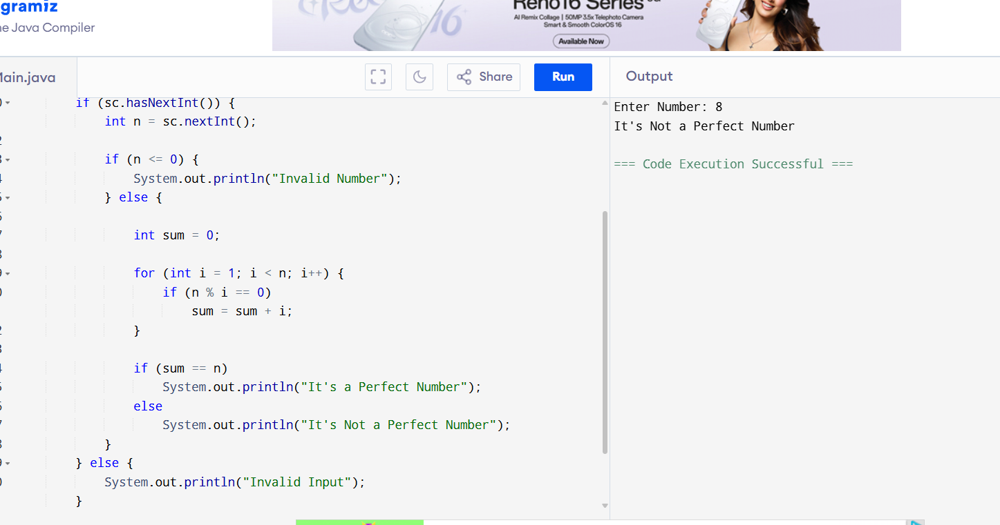 gramiz
e Java Compiler
Reno16 Series
AI Remix Collage | 50MP 3.5x Telephoto Camera
Smart & Smooth ColorOS 16
Available Now
16
Main.java
Share
Run
Output
if (sc.hasNextInt()) {
int n = sc.nextInt();
if (n <= 0) {
System.out.println("Invalid Number");
} else {
int sum = 0;
for (int i = 1; i < n; i++) {
if (n % i == 0)
sum = sum + i;
}
if (sum == n)
System.out.println("It's a Perfect Number");
else
System.out.println("It's Not a Perfect Number");
}
} else {
System.out.println("Invalid Input");
}
Enter Number: 8
It's Not a Perfect Number
=== Code Execution Successful ===